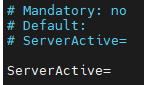 # Mandatory: no
# Default:
# ServerActive=
ServerActive=